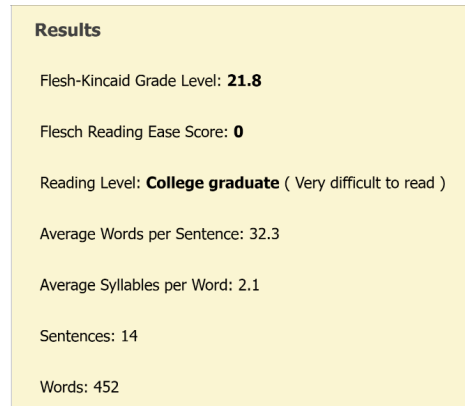 Results
Flesh-Kincaid Grade Level: 21.8
Flesch Reading Ease Score: 0
Reading Level: College graduate ( Very difficult to read )
Average Words per Sentence: 32.3
Average Syllables per Word: 2.1
Sentences: 14
Words: 452